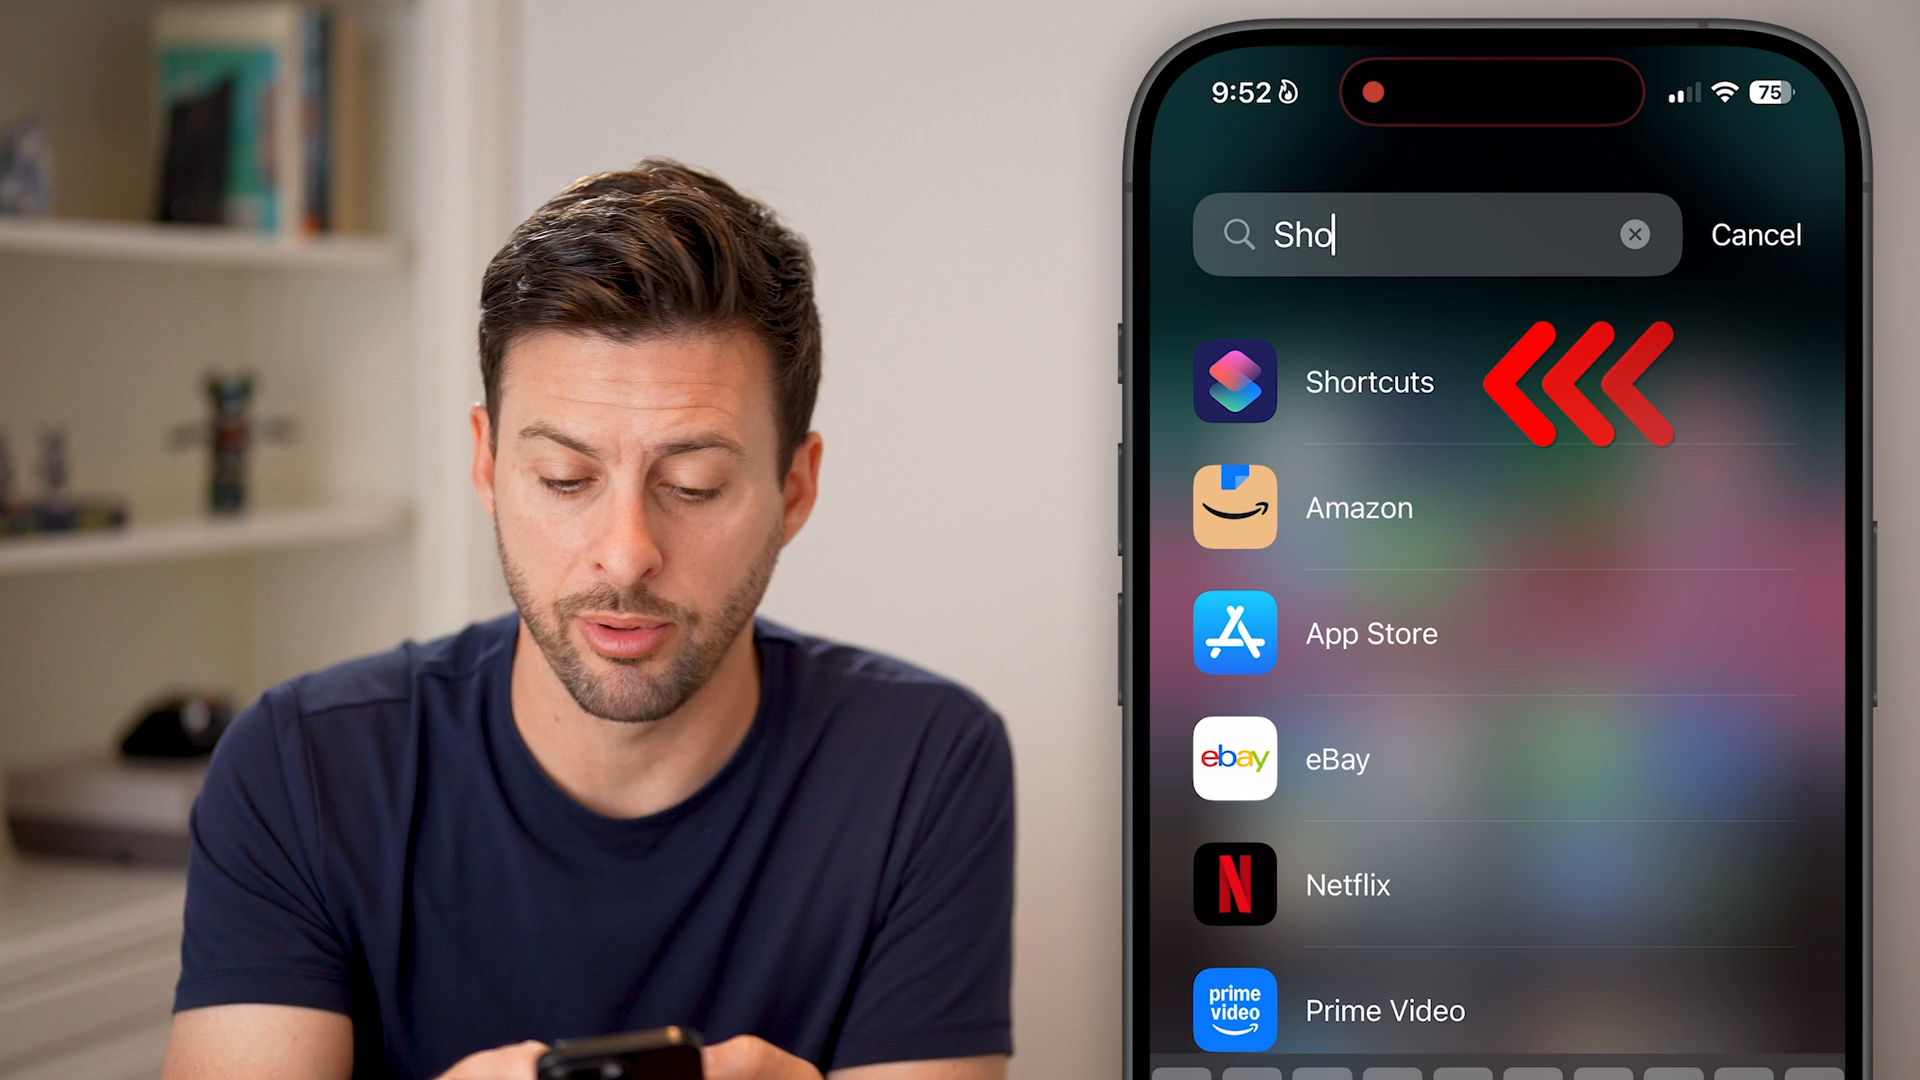 9:52
75
Sho
Cancel
Shortcuts
Amazon
App Store
ebay
eBay
N
Netflix
prime
video
Prime Video